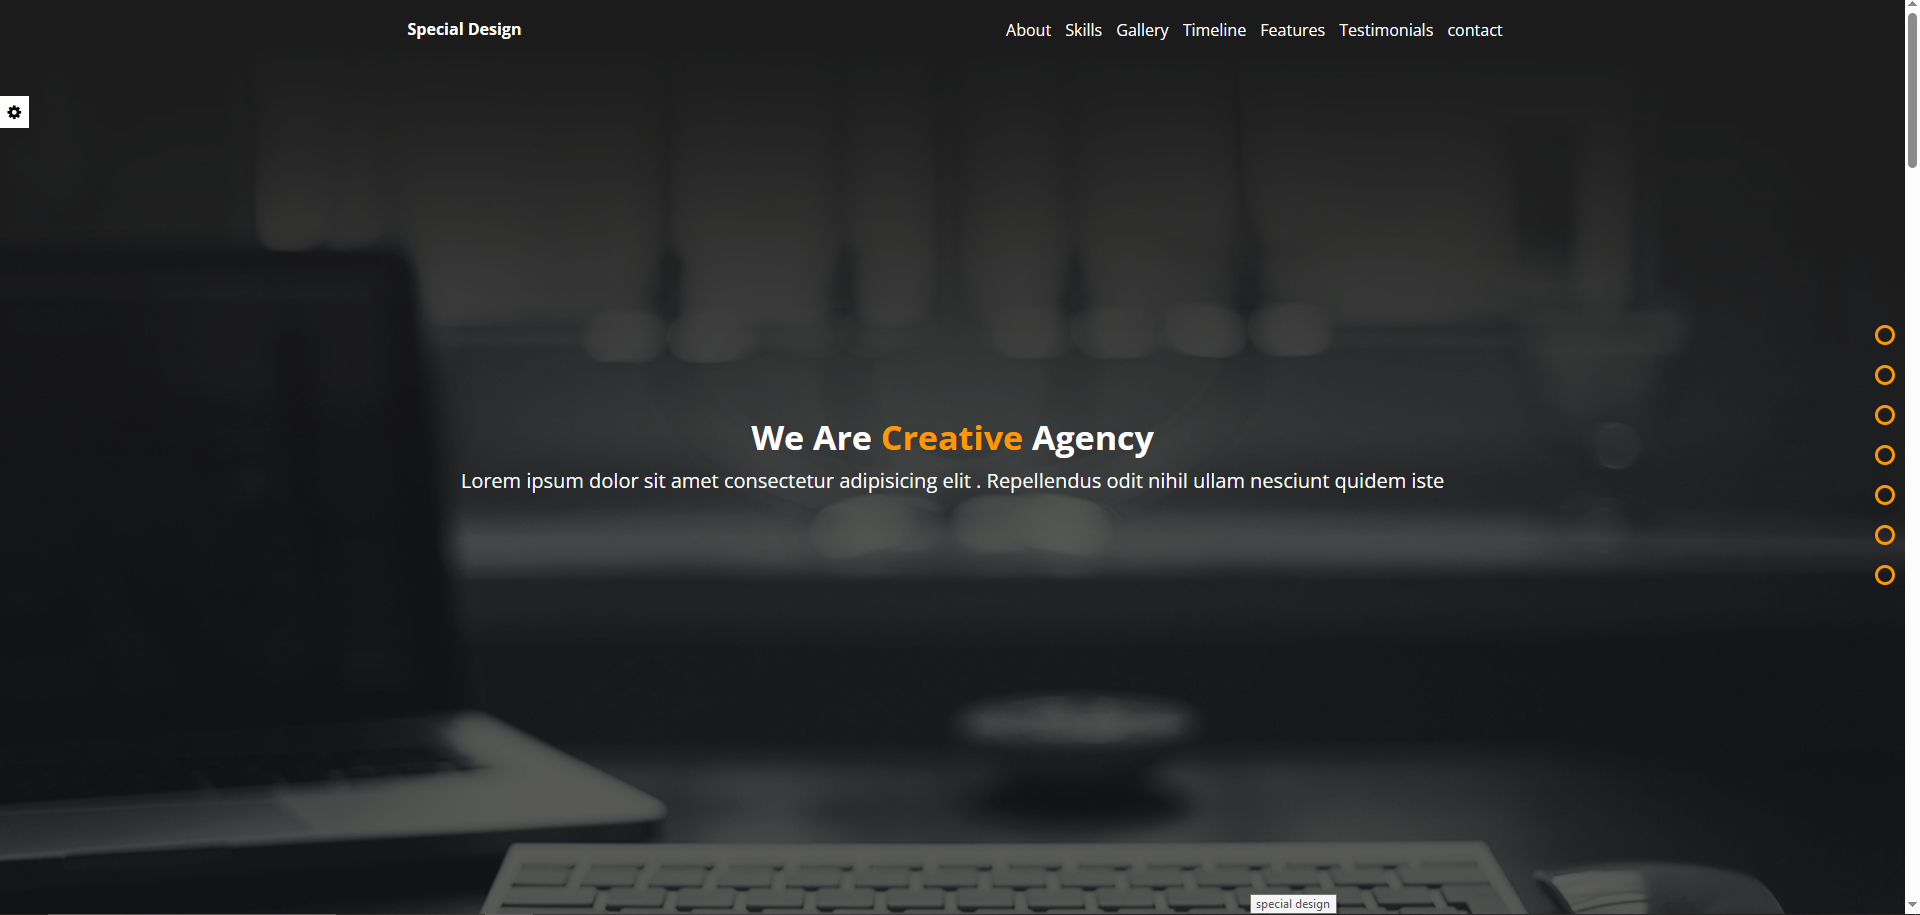 Special Design
About Skills Gallery Timeline Features Testimonials contact
We Are Creative Agency
Lorem ipsum dolor sit amet consectetur adipisicing elit . Repellendus odit nihil ullam nesciunt quidem iste
special design